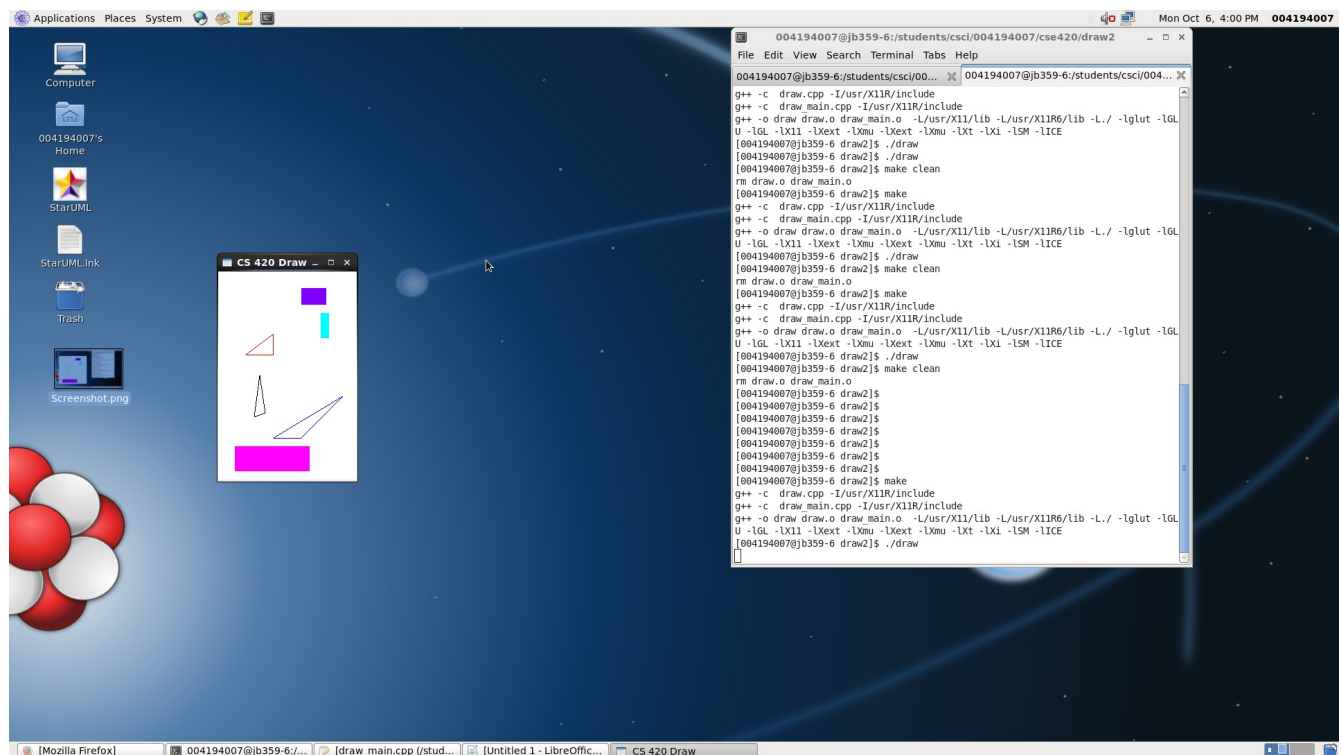 Applications Places System
Mon Oct 6, 4:00 PM 004194007
Computer
004194007's
Home
StarUML
StarUML.lnk
Trash
Screenshot.png
CS 420 Draw
004194007@jb359-6:/students/csci/004194007/cse420/draw2
File Edit View Search Terminal Tabs Help
004194007@jb359-6:/students/csci/00... 004194007@jb359-6:/students/csci/004...
g++ -c draw.cpp -I/usr/X11R/include
g++ -c draw_main.cpp -I/usr/X11R/include
g++ -o draw draw.o draw_main.o -L/usr/X11/lib -L/usr/X11R6/lib -L./ -lglut -lGL
U -lGL -lX11 -lXext -lXmu -lXext -lXmu -lXt -lXi -lSM -lICE
[004194007@jb359-6 draw2]$ ./draw
[004194007@jb359-6 draw2]$ ./draw
[004194007@jb359-6 draw2]$ make clean
rm draw.o draw_main.o
[004194007@jb359-6 draw2]$ make
g++ -c draw.cpp -I/usr/X11R/include
g++ -c draw_main.cpp -I/usr/X11R/include
g++ -o draw draw.o draw_main.o -L/usr/X11/lib -L/usr/X11R6/lib -L./ -lglut -lGL
U -lGL -lX11 -lXext -lXmu -lXext -lXmu -lXt -lXi -lSM -lICE
[004194007@jb359-6 draw2]$ ./draw
[004194007@jb359-6 draw2]$ make clean
rm draw.o draw_main.o
[004194007@jb359-6 draw2]$ make
g++ -c draw.cpp -I/usr/X11R/include
g++ -c draw_main.cpp -I/usr/X11R/include
g++ -o draw draw.o draw_main.o -L/usr/X11/lib -L/usr/X11R6/lib -L./ -lglut -lGL
U -lGL -lX11 -lXext -lXmu -lXext -lXmu -lXt -lXi -lSM -lICE
[004194007@jb359-6 draw2]$ ./draw
[004194007@jb359-6 draw2]$ make clean
rm draw.o draw_main.o
[004194007@jb359-6 draw2]$
[004194007@jb359-6 draw2]$
[004194007@jb359-6 draw2]$
[004194007@jb359-6 draw2]$
[004194007@jb359-6 draw2]$
[004194007@jb359-6 draw2]$
[004194007@jb359-6 draw2]$
[004194007@jb359-6 draw2]$ make
g++ -c draw.cpp -I/usr/X11R/include
g++ -c draw_main.cpp -I/usr/X11R/include
g++ -o draw draw.o draw_main.o -L/usr/X11/lib -L/usr/X11R6/lib -L./ -lglut -lGL
U -lGL -lX11 -lXext -lXmu -lXext -lXmu -lXt -lXi -lSM -lICE
[004194007@jb359-6 draw2]$ ./draw
[Mozilla Firefox] 004194007@jb359-6:/... [draw_main.cpp (/stud... [Untitled 1 - LibreOffic... CS 420 Draw